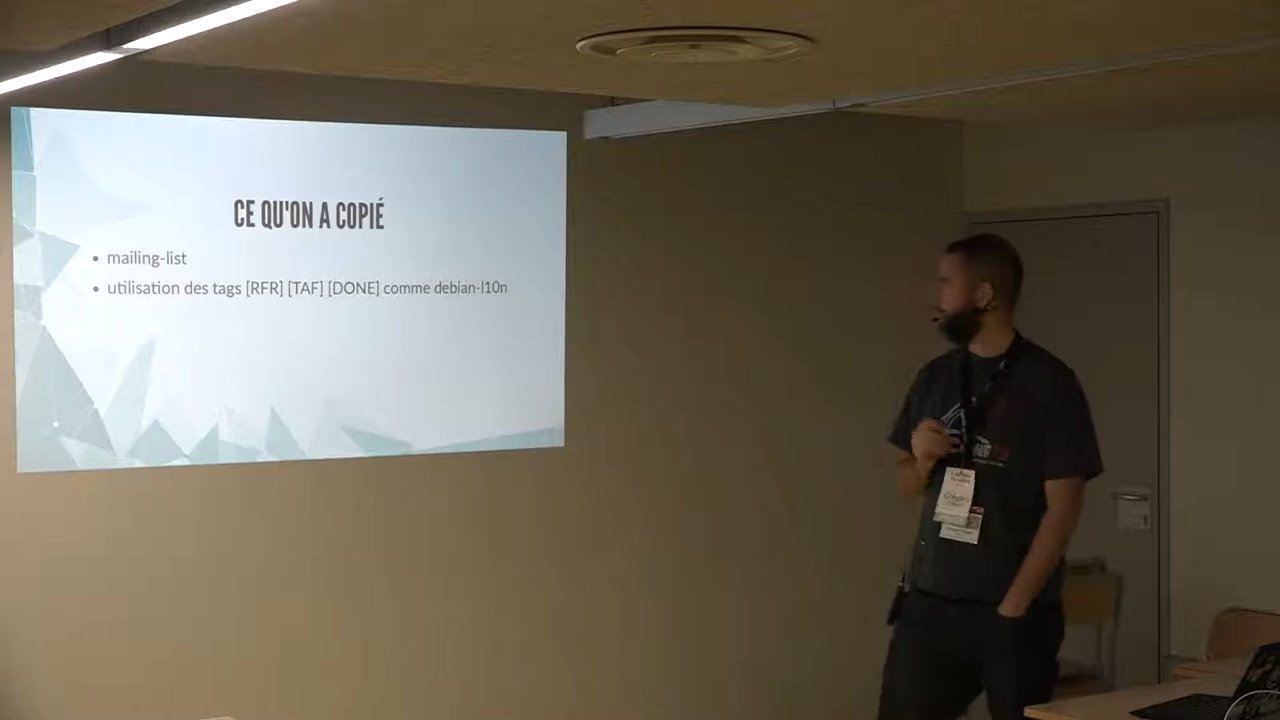 CE QU'ON A COPIÉ
• mailing-list
• utilisation des tags [RFR] [TAF] [DONE] comme debian-l10n